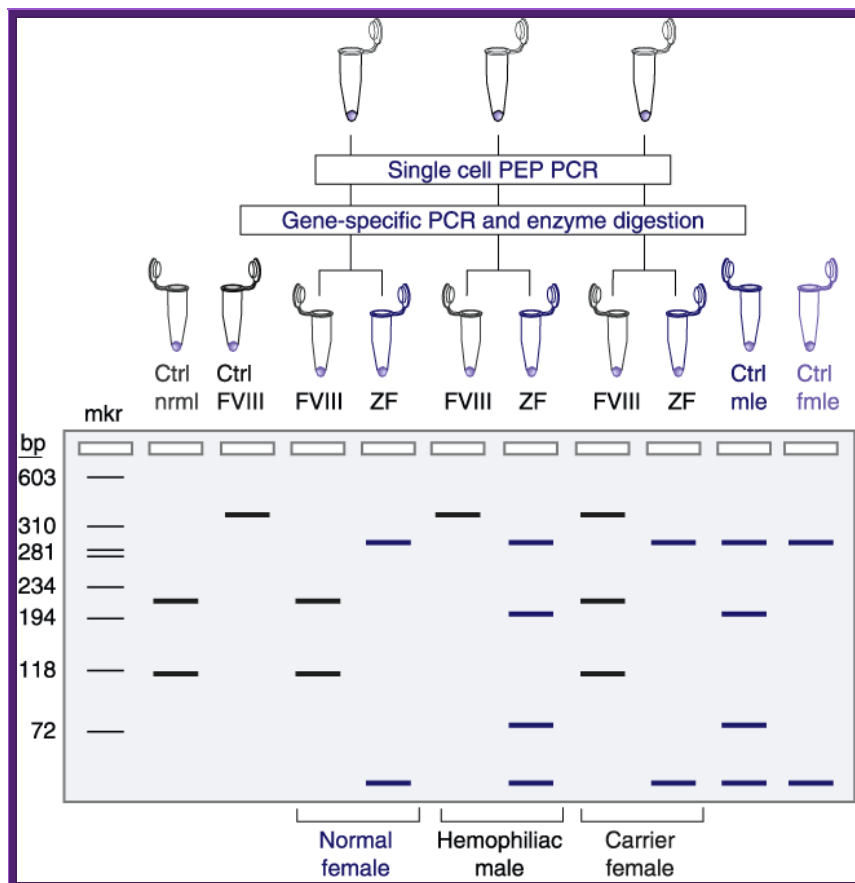 Single cell PEP PCR
Gene-specific PCR and enzyme digestion
Ctrl Ctrl Ctrl Ctrl
nrml FVIII FVIII ZF FVIII ZF FVIII ZF mle fmle
mkr
bp
603
310
281
234
194
118
72
Normal Hemophiliac Carrier
female male female